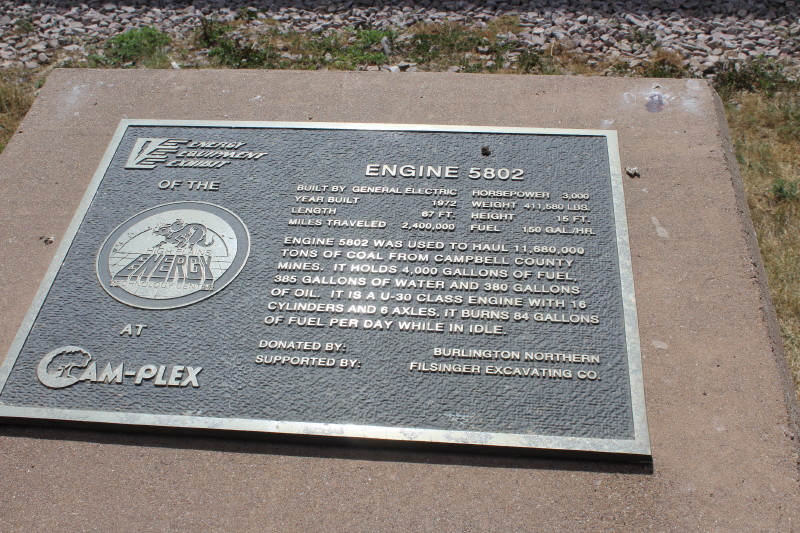 ENERGY
EQUIPMENT
EXHIBIT
OF THE
ENERGY
AT
CAM-PLEX
ENGINE 5802
BUILT BY GENERAL ELECTRIC HORSEPOWER 3,000
YEAR BUILT 1972 WEIGHT 411,580 LBS.
LENGTH 67 FT. HEIGHT 15 FT.
MILES TRAVELED 2,400,000 FUEL 150 GAL./HR.
ENGINE 5802 WAS USED TO HAUL 11,680,000
TONS OF COAL FROM CAMPBELL COUNTY
MINES. IT HOLDS 4,000 GALLONS OF FUEL,
385 GALLONS OF WATER AND 380 GALLONS
OF OIL. IT IS A U-30 CLASS ENGINE WITH 16
CYLINDERS AND 6 AXLES. IT BURNS 84 GALLONS
OF FUEL PER DAY WHILE IN IDLE.
DONATED BY: BURLINGTON NORTHERN
SUPPORTED BY: FILSINGER EXCAVATING CO.